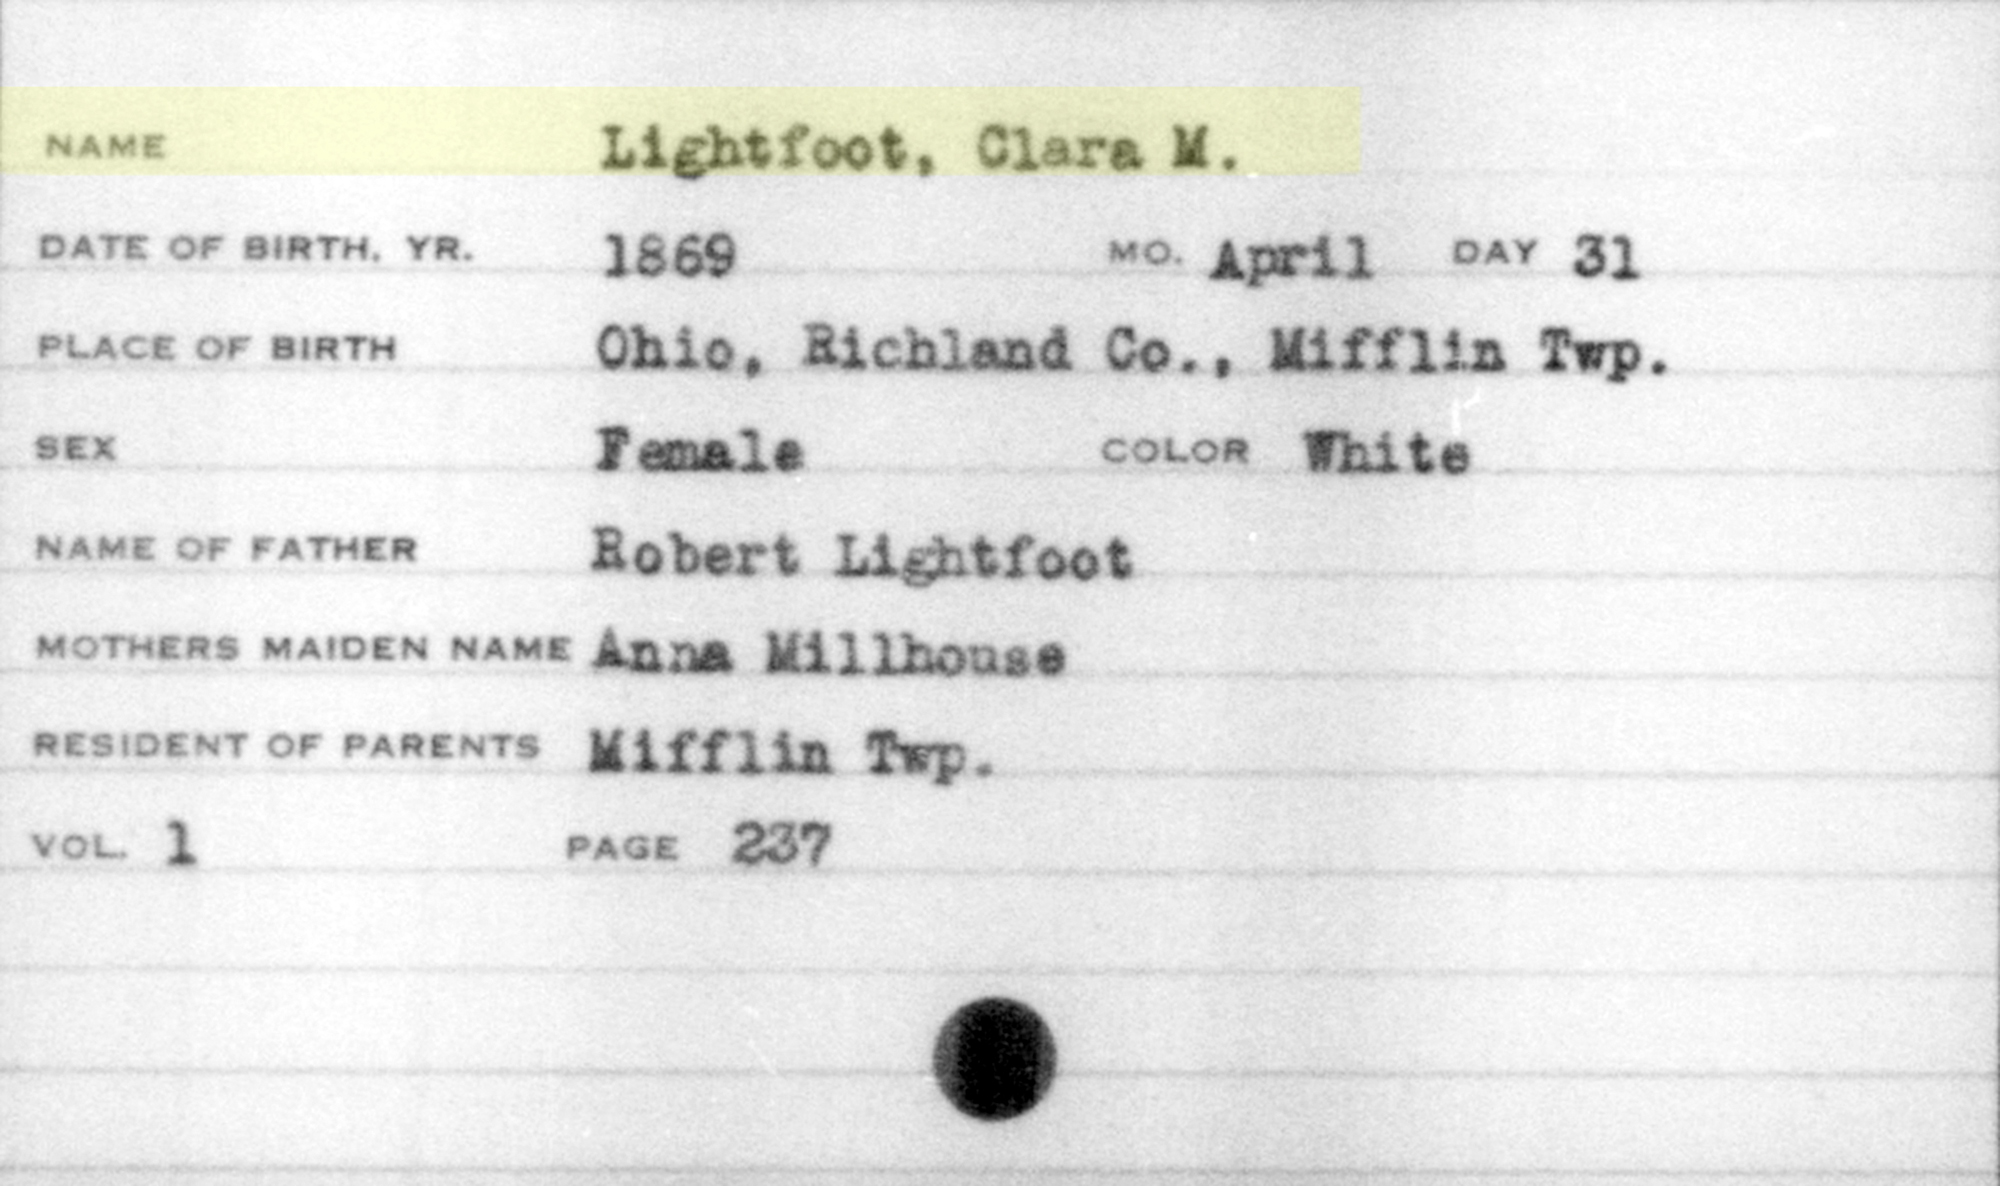 NAME Lightfoot, Clara M.
DATE OF BIRTH, YR. 1869 MO. April DAY 31
PLACE OF BIRTH Ohio, Richland Co., Mifflin Twp.
SEX Female COLOR White
NAME OF FATHER Robert Lightfoot
MOTHERS MAIDEN NAME Anna Millhouse
RESIDENT OF PARENTS Mifflin Twp.
VOL. 1 PAGE 237